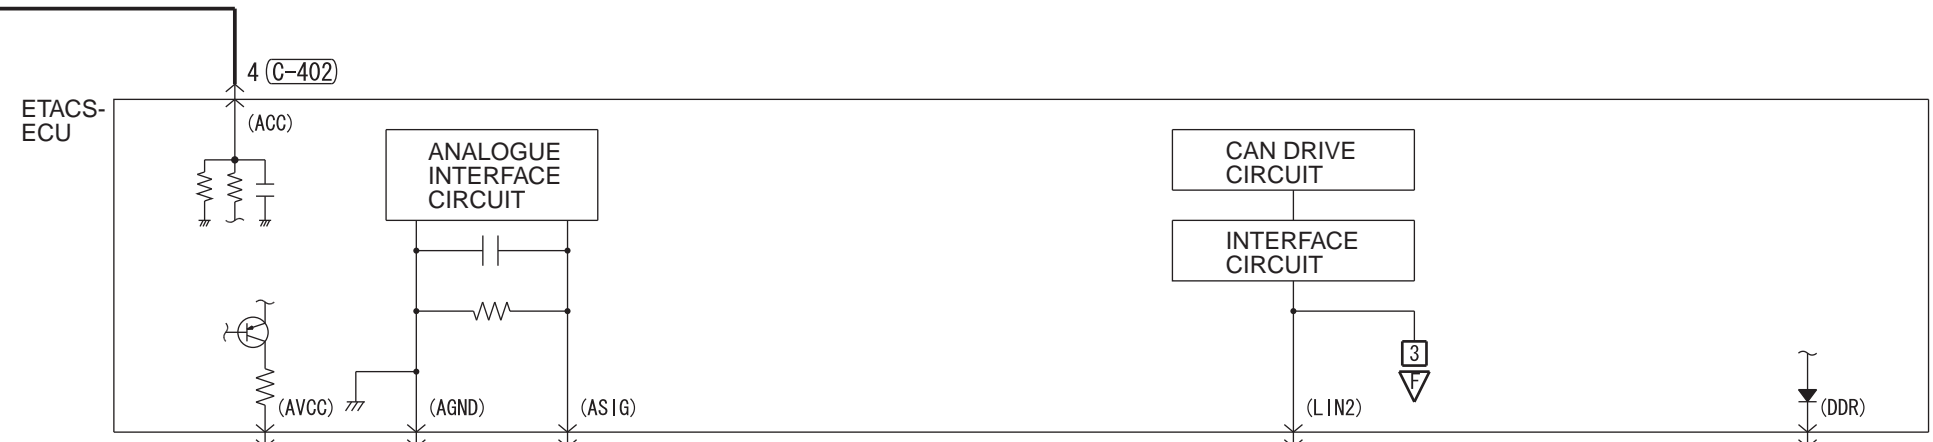 4 C-402
ETACS-
ECU
(ACC)
ANALOGUE
INTERFACE
CIRCUIT
CAN DRIVE
CIRCUIT
INTERFACE
CIRCUIT
3
F
(AVCC)
(AGND)
(ASIG)
(LIN2)
(DDR)